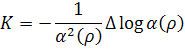 K = − 1/α²(ρ) Δ log α(ρ)